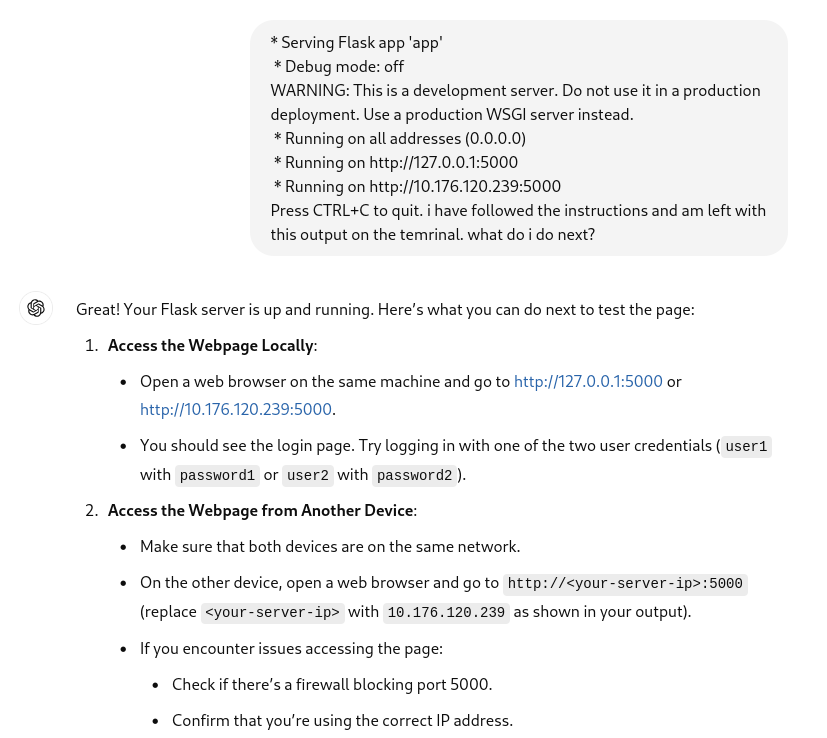 * Serving Flask app 'app'
* Debug mode: off
WARNING: This is a development server. Do not use it in a production
deployment. Use a production WSGI server instead.
* Running on all addresses (0.0.0.0)
* Running on http://127.0.0.1:5000
* Running on http://10.176.120.239:5000
Press CTRL+C to quit. i have followed the instructions and am left with
this output on the temrinal. what do i do next?
Great! Your Flask server is up and running. Here’s what you can do next to test the page:
1. Access the Webpage Locally:
• Open a web browser on the same machine and go to http://127.0.0.1:5000 or
http://10.176.120.239:5000.
• You should see the login page. Try logging in with one of the two user credentials ( user1
with password1 or user2 with password2 ).
2. Access the Webpage from Another Device:
• Make sure that both devices are on the same network.
• On the other device, open a web browser and go to http://<your-server-ip>:5000
(replace <your-server-ip> with 10.176.120.239 as shown in your output).
• If you encounter issues accessing the page:
• Check if there’s a firewall blocking port 5000.
• Confirm that you’re using the correct IP address.